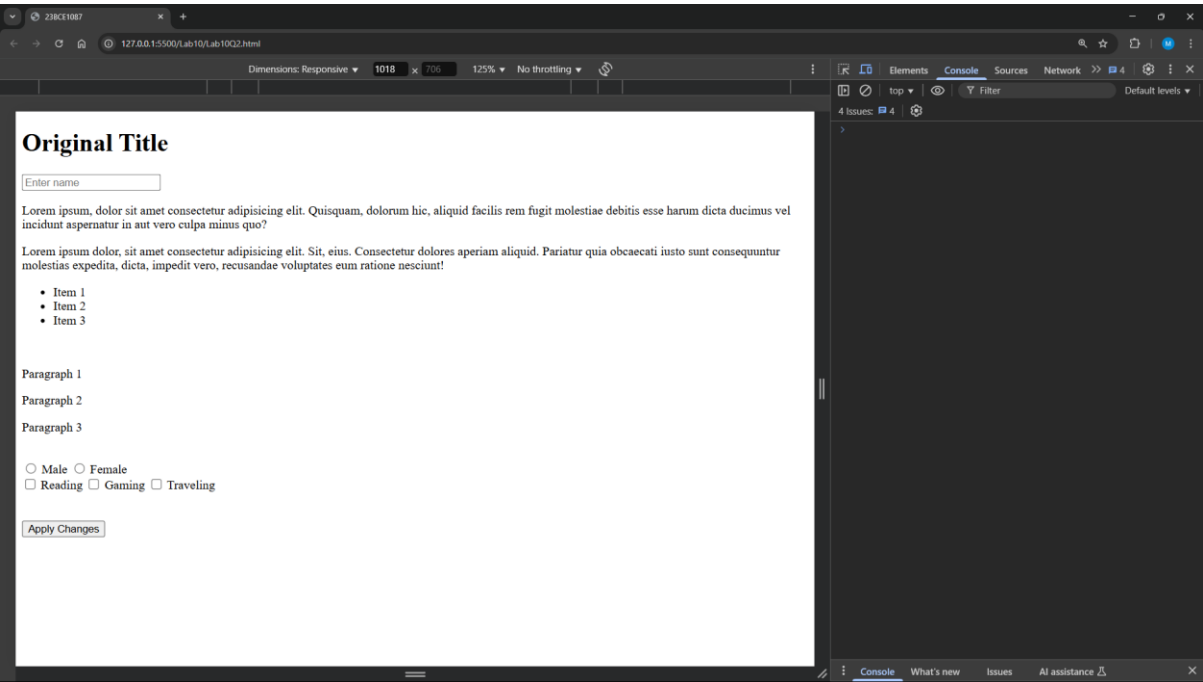 23BCE1087
127.0.0.1:5500/Lab10/Lab10Q2.html
M
Dimensions: Responsive 1018 x 706 125% No throttling
Elements Console Sources Network 4
top Filter Default levels
4 Issues: 4
Original Title
Enter name
Lorem ipsum, dolor sit amet consectetur adipisicing elit. Quisquam, dolorum hic, aliquid facilis rem fugit molestiae debitis esse harum dicta ducimus vel
incidunt aspernatur in aut vero culpa minus quo?
Lorem ipsum dolor, sit amet consectetur adipisicing elit. Sit, eius. Consectetur dolores aperiam aliquid. Pariatur quia obcaecati iusto sunt consequuntur
molestias expedita, dicta, impedit vero, recusandae voluptates eum ratione nesciunt!
Item 1
Item 2
Item 3
Paragraph 1
Paragraph 2
Paragraph 3
Male Female
Reading Gaming Traveling
Apply Changes
Console What's new Issues AI assistance